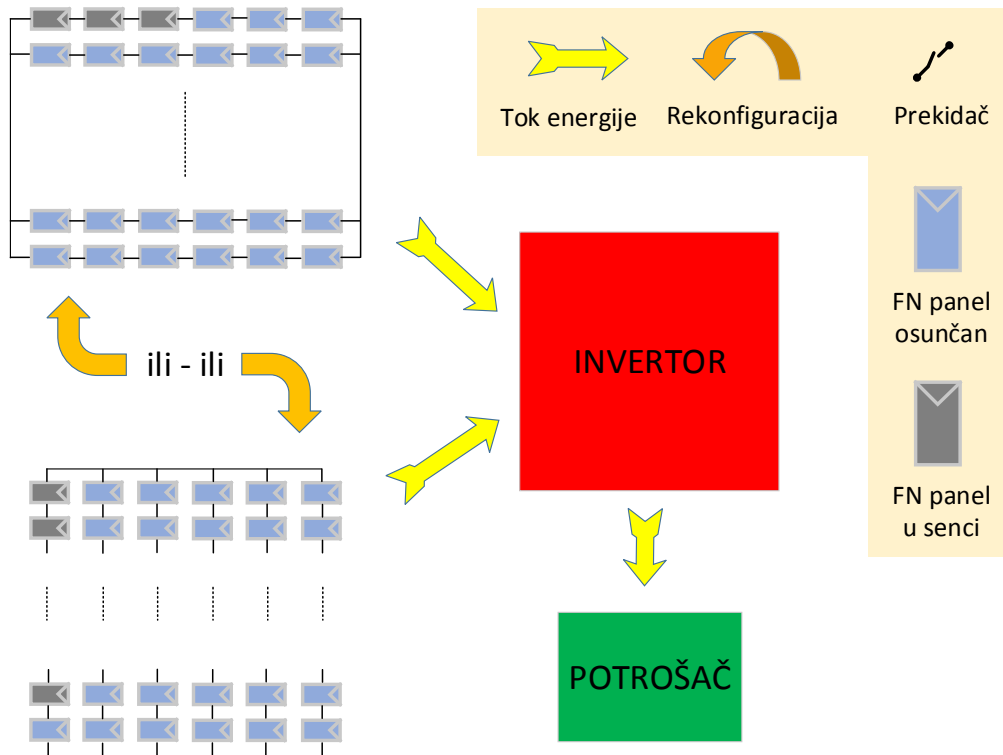 Tok energije
Rekonfiguracija
Prekidač
FN panel
osunčan
FN panel
u senci
ili - ili
INVERTOR
POTROŠAČ